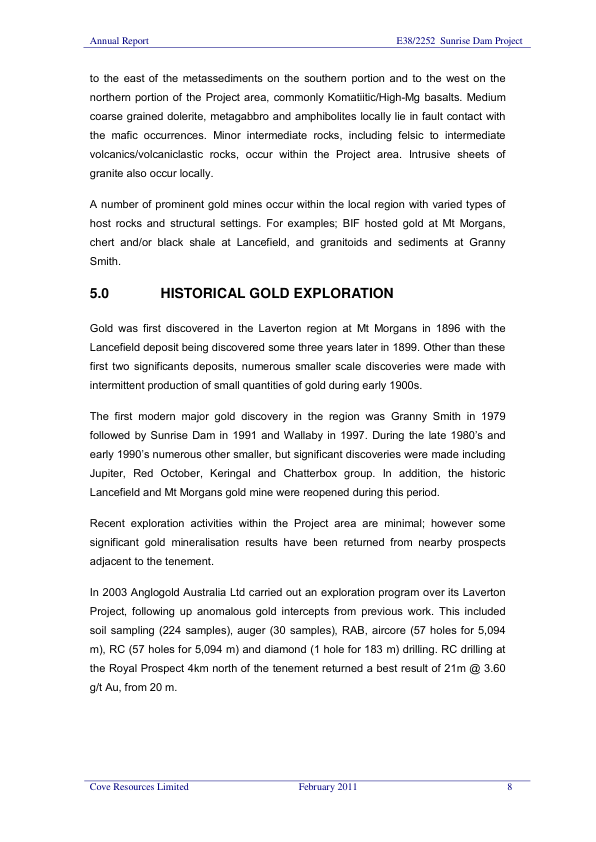 Annual Report E38/2252 Sunrise Dam Project
to the east of the metassediments on the southern portion and to the west on the
northern portion of the Project area, commonly Komatiitic/High-Mg basalts. Medium
coarse grained dolerite, metagabbro and amphibolites locally lie in fault contact with
the mafic occurrences. Minor intermediate rocks, including felsic to intermediate
volcanics/volcaniclastic rocks, occur within the Project area. Intrusive sheets of
granite also occur locally.
A number of prominent gold mines occur within the local region with varied types of
host rocks and structural settings. For examples; BIF hosted gold at Mt Morgans,
chert and/or black shale at Lancefield, and granitoids and sediments at Granny
Smith.
5.0 HISTORICAL GOLD EXPLORATION
Gold was first discovered in the Laverton region at Mt Morgans in 1896 with the
Lancefield deposit being discovered some three years later in 1899. Other than these
first two significants deposits, numerous smaller scale discoveries were made with
intermittent production of small quantities of gold during early 1900s.
The first modern major gold discovery in the region was Granny Smith in 1979
followed by Sunrise Dam in 1991 and Wallaby in 1997. During the late 1980's and
early 1990's numerous other smaller, but significant discoveries were made including
Jupiter, Red October, Keringal and Chatterbox group. In addition, the historic
Lancefield and Mt Morgans gold mine were reopened during this period.
Recent exploration activities within the Project area are minimal; however some
significant gold mineralisation results have been returned from nearby prospects
adjacent to the tenement.
In 2003 Anglogold Australia Ltd carried out an exploration program over its Laverton
Project, following up anomalous gold intercepts from previous work. This included
soil sampling (224 samples), auger (30 samples), RAB, aircore (57 holes for 5,094
m), RC (57 holes for 5,094 m) and diamond (1 hole for 183 m) drilling. RC drilling at
the Royal Prospect 4km north of the tenement returned a best result of 21m @ 3.60
g/t Au, from 20 m.
Cove Resources Limited February 2011 8